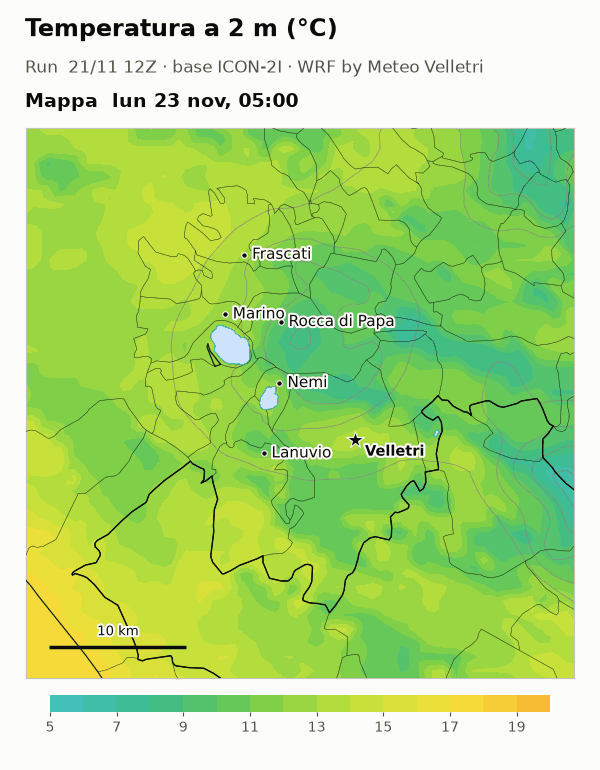 Temperatura a 2 m (°C)
Run  21/11 12Z · base ICON-2I · WRF by Meteo Velletri
Mappa  lun 23 nov, 05:00
Frascati
Marino
Rocca di Papa
Nemi
Velletri
Lanuvio
10 km
5 7 9 11 13 15 17 19